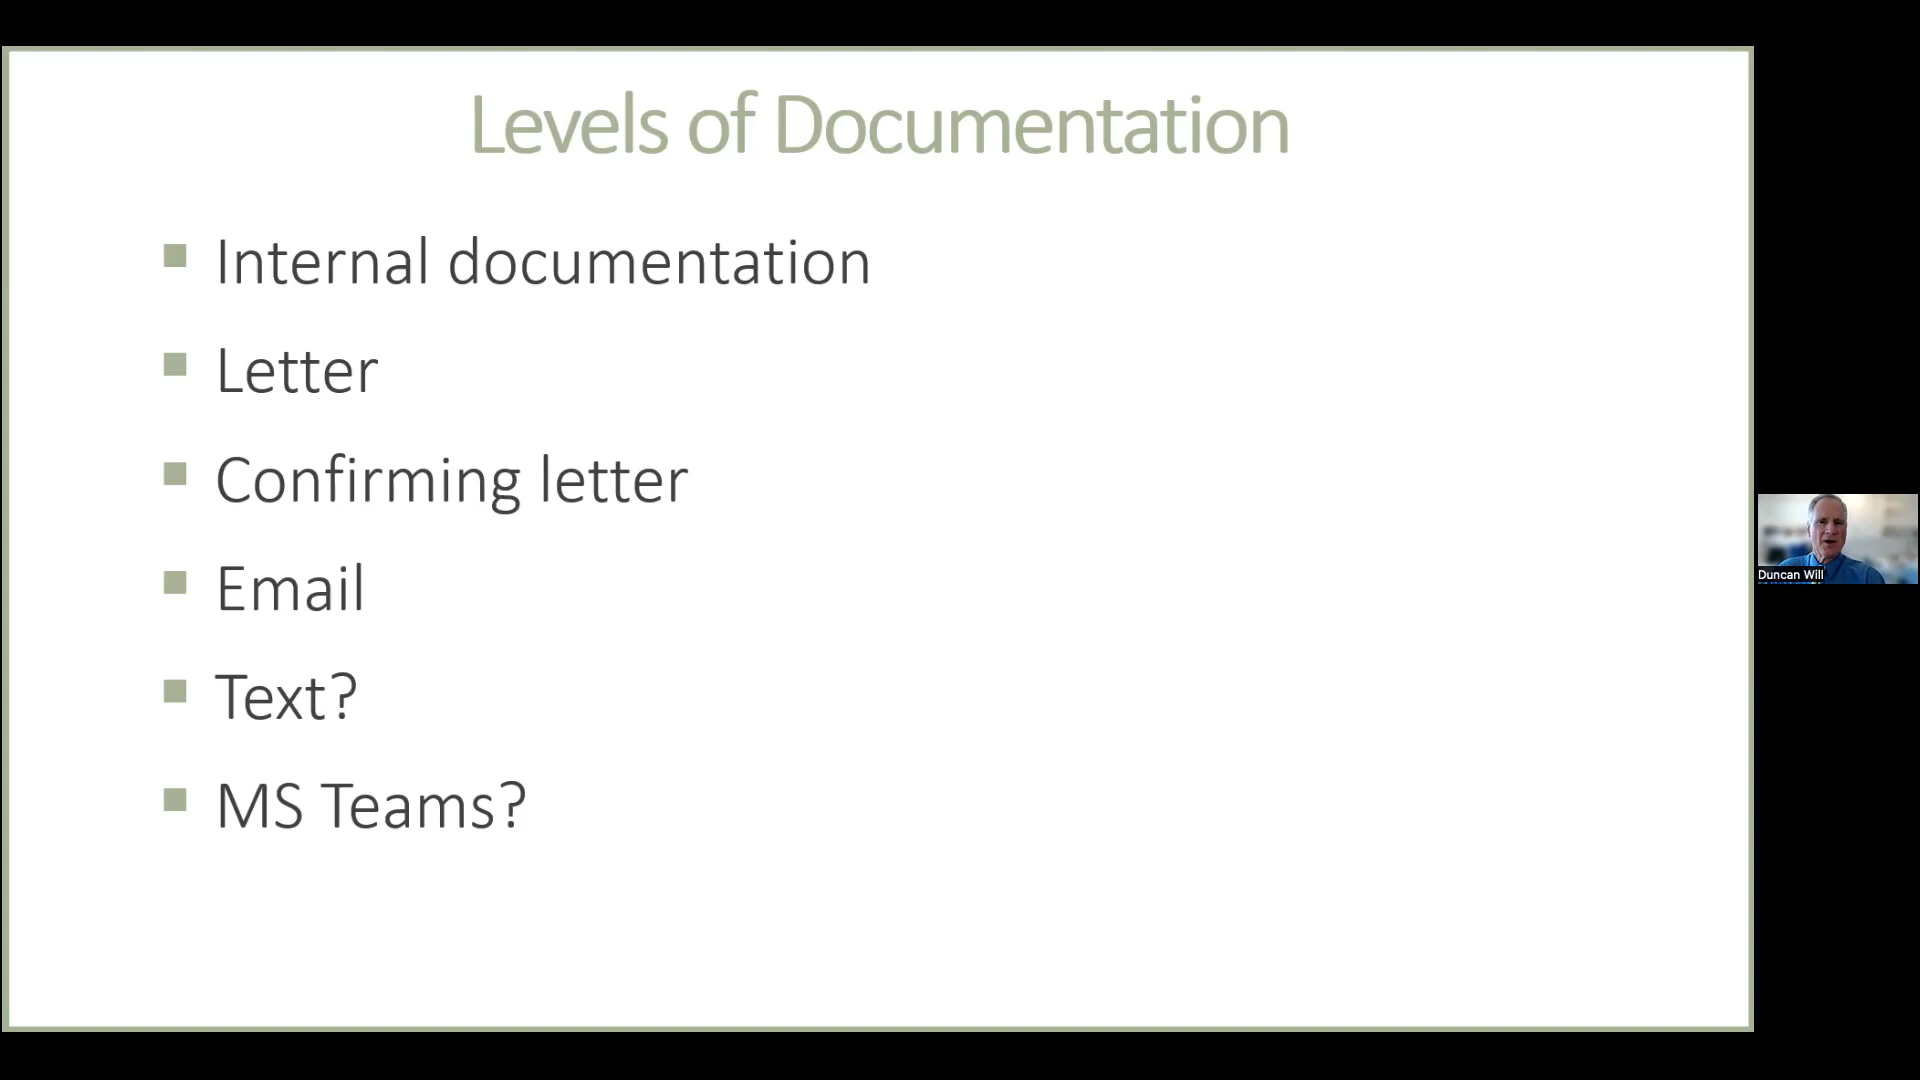 Levels of Documentation
Internal documentation
Letter
Confirming letter
Email
Text?
MS Teams?
Duncan Will